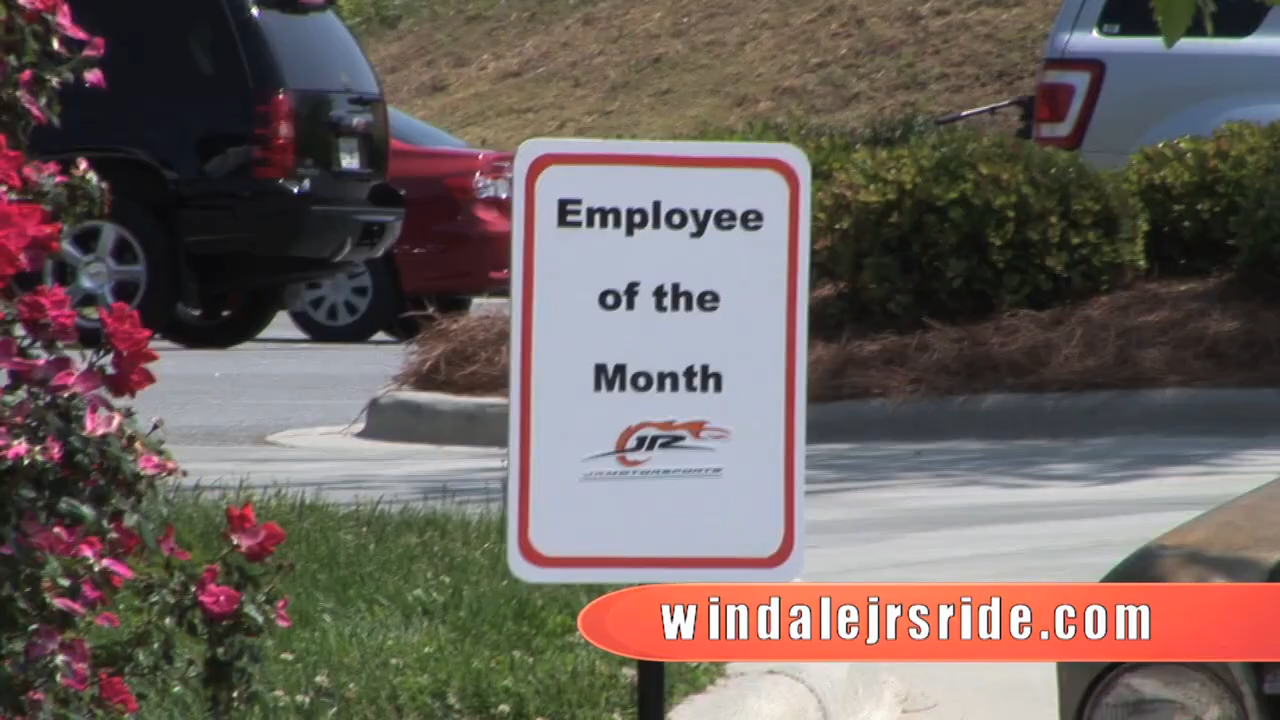 Employee
of the
Month
JR
JRMOTORSPORTS
windalejrsride.com